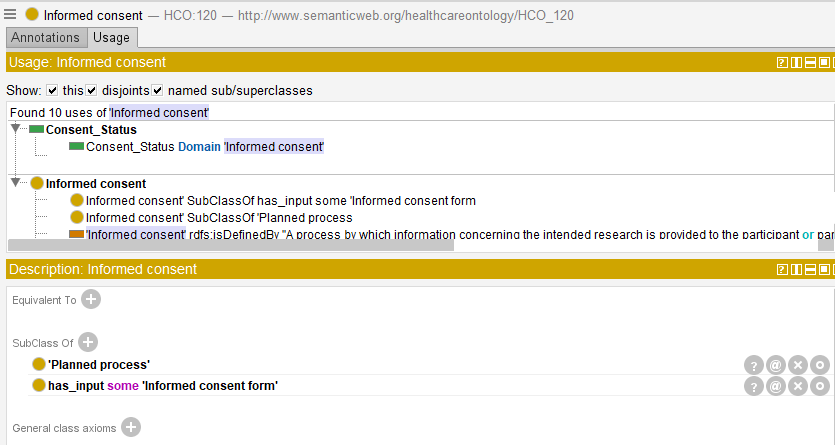 Informed consent — HCO:120 — http://www.semanticweb.org/healthcareontology/HCO_120
Annotations Usage
Usage: Informed consent
Show: this disjoints named sub/superclasses
Found 10 uses of 'Informed consent'
Consent_Status
Consent_Status Domain 'Informed consent'
Informed consent
Informed consent' SubClassOf has_input some 'Informed consent form
Informed consent' SubClassOf 'Planned process
'Informed consent' rdfs:isDefinedBy "A process by which information concerning the intended research is provided to the participant or par
Description: Informed consent
Equivalent To
SubClass Of
'Planned process'
has_input some 'Informed consent form'
General class axioms